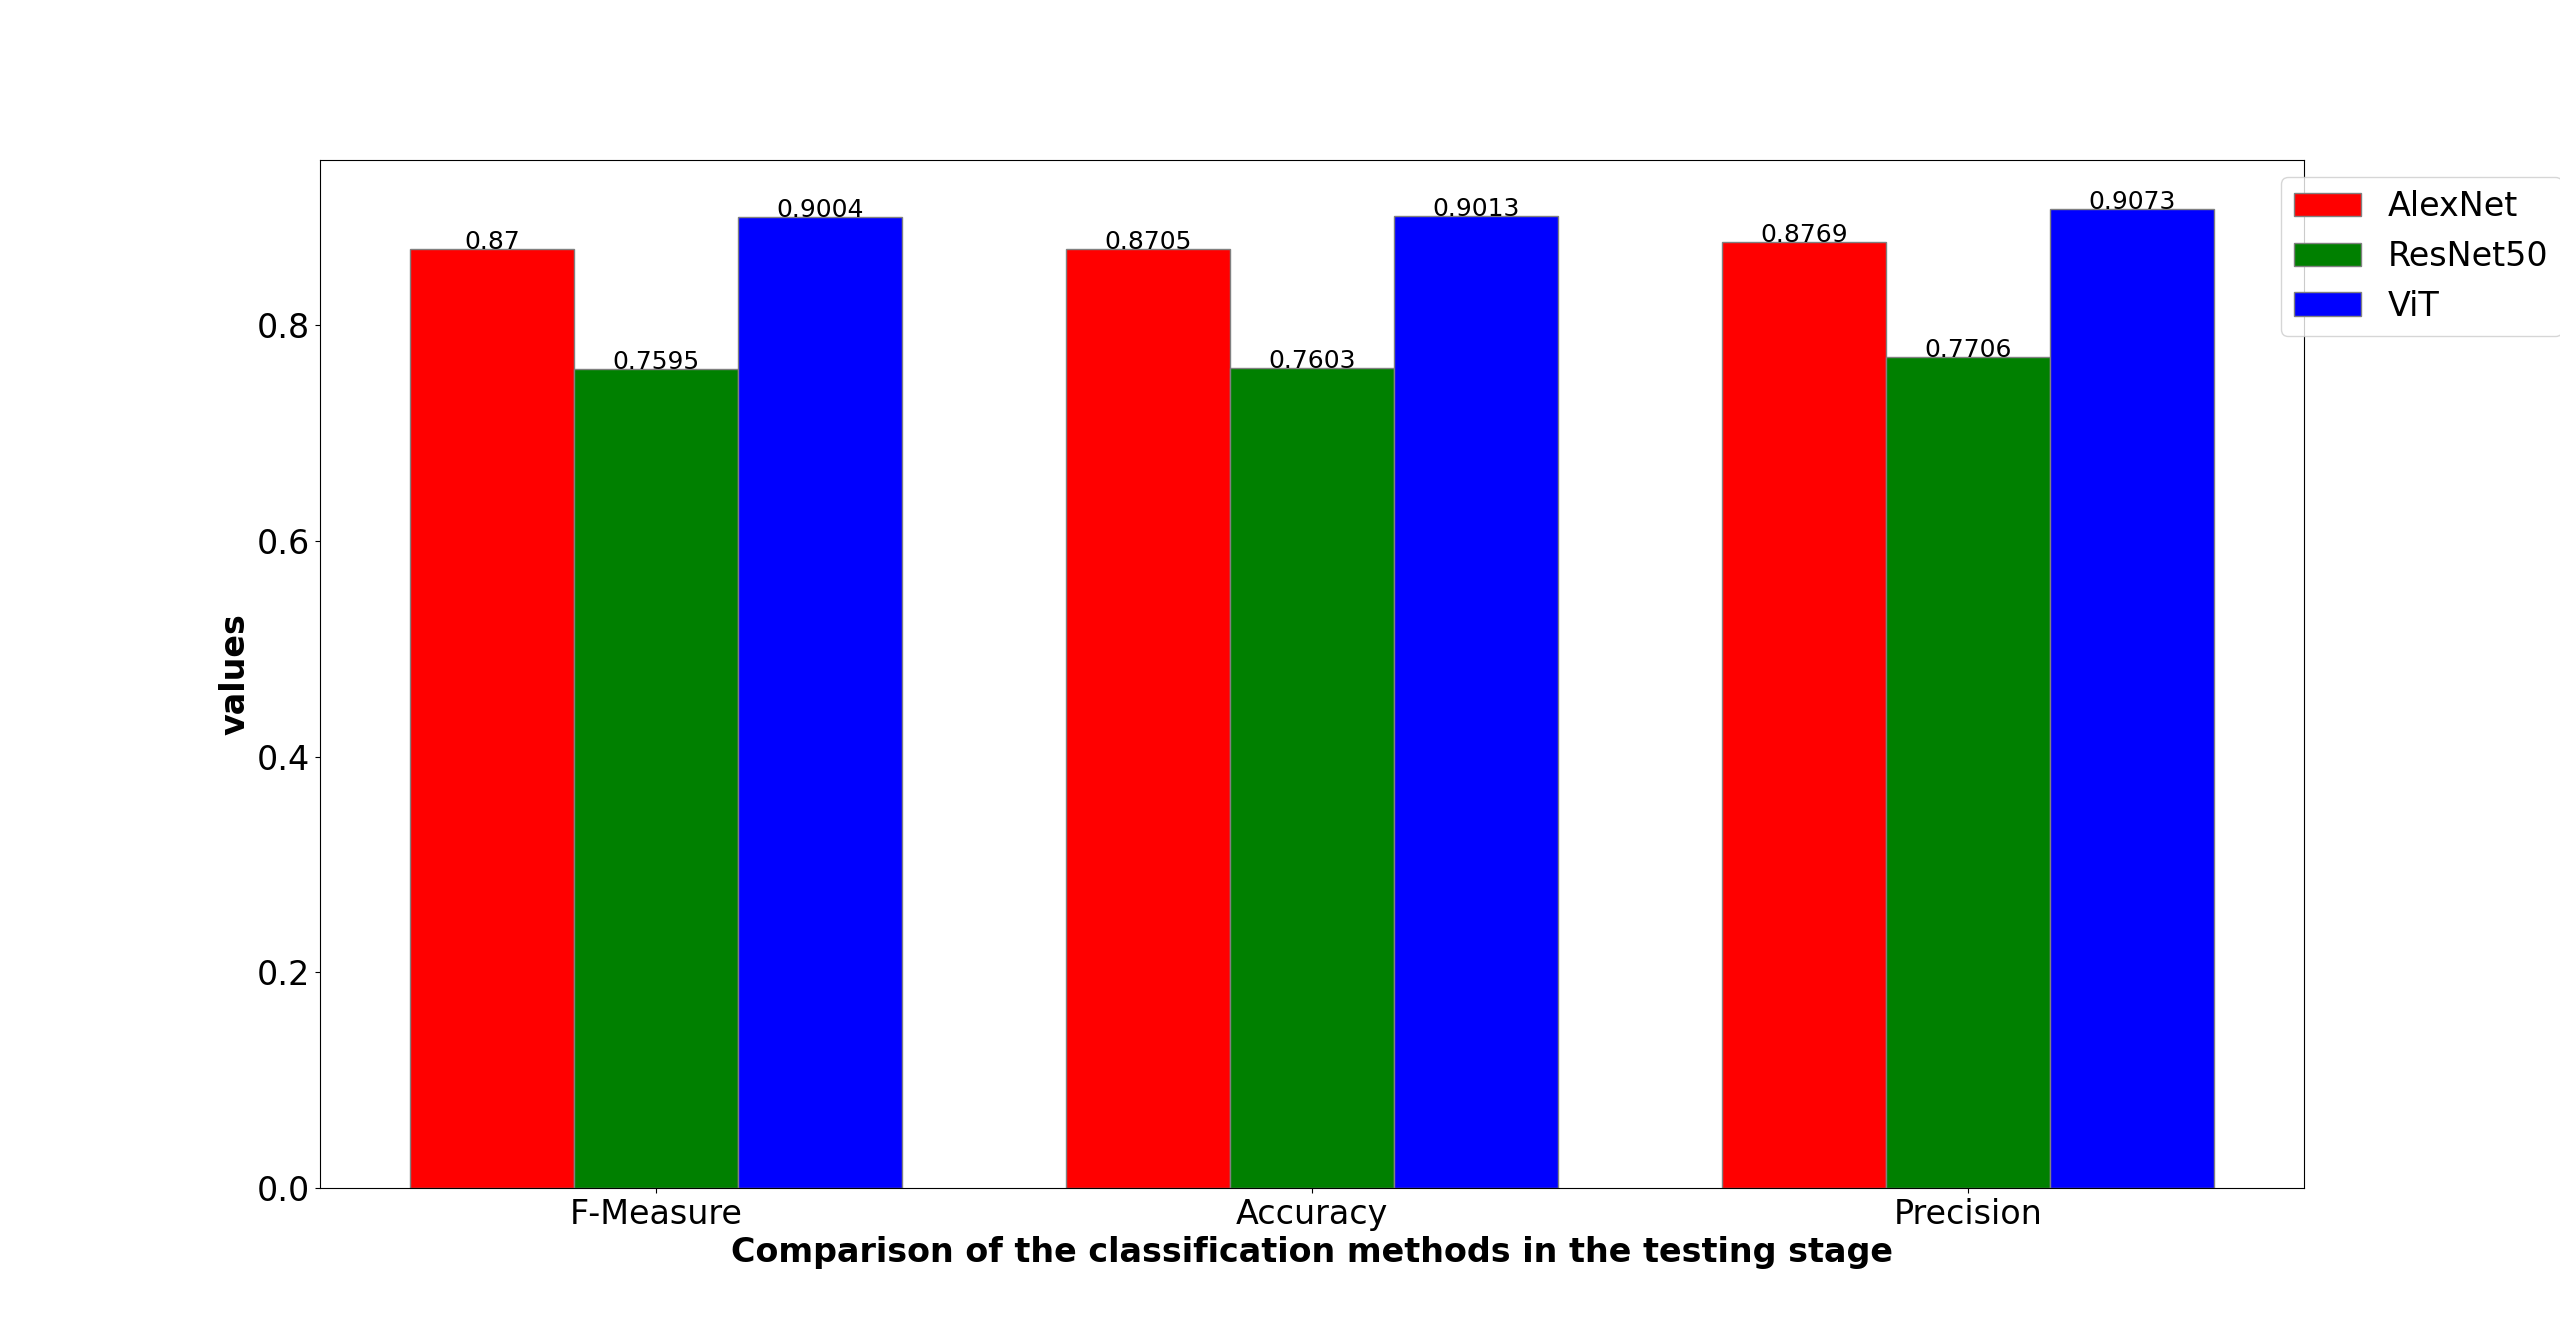 0.87
0.7595
0.9004
0.8705
0.7603
0.9013
0.8769
0.7706
0.9073
AlexNet
ResNet50
ViT
0.8
0.6
0.4
0.2
0.0
values
F-Measure
Accuracy
Precision
Comparison of the classification methods in the testing stage